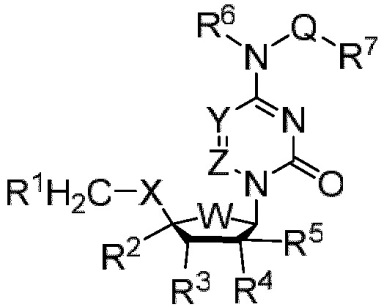 R⁶ Q
N R⁷
Y N
Z N O
R¹H₂C–X
W
R² R⁵
R³ R⁴